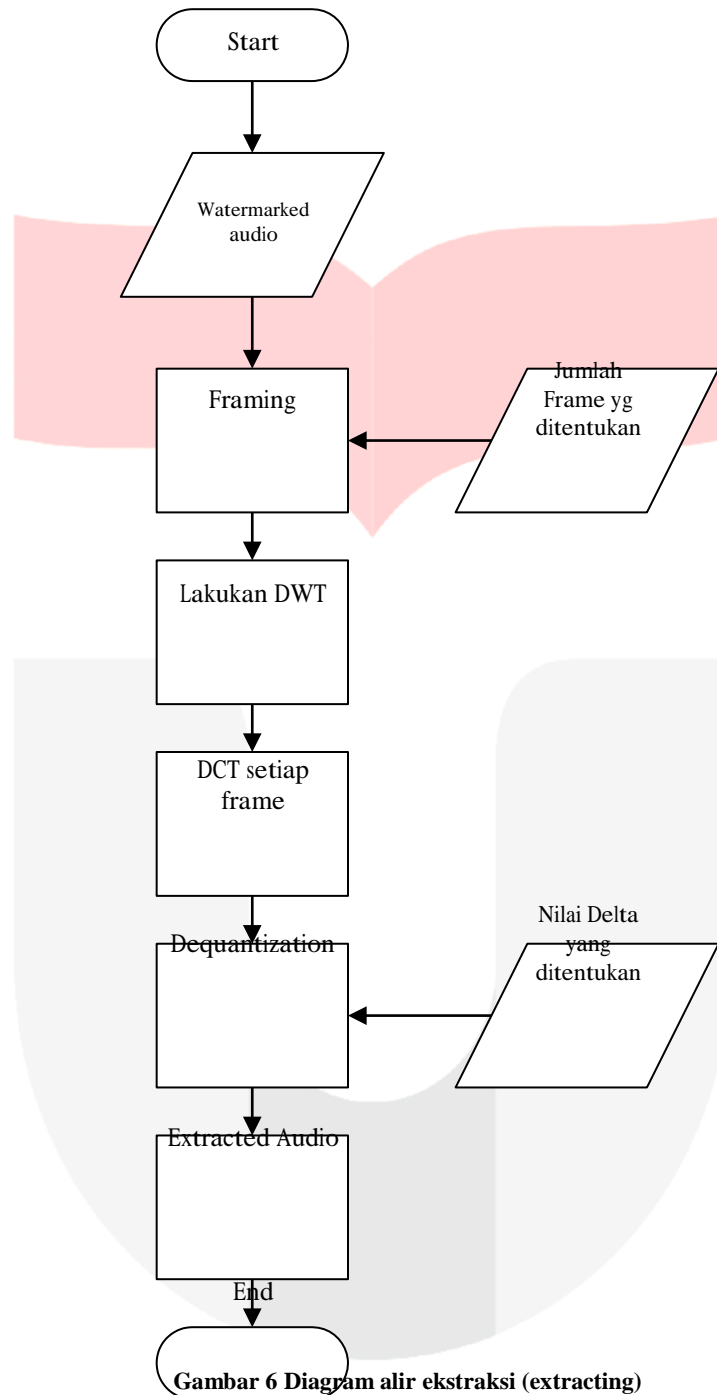 Start
Watermarked
audio
Framing
Jumlah
Frame yg
ditentukan
Lakukan DWT
DCT setiap
frame
Dequantization
Nilai Delta
yang
ditentukan
Extracted Audio
End
Gambar 6 Diagram alir ekstraksi (extracting)